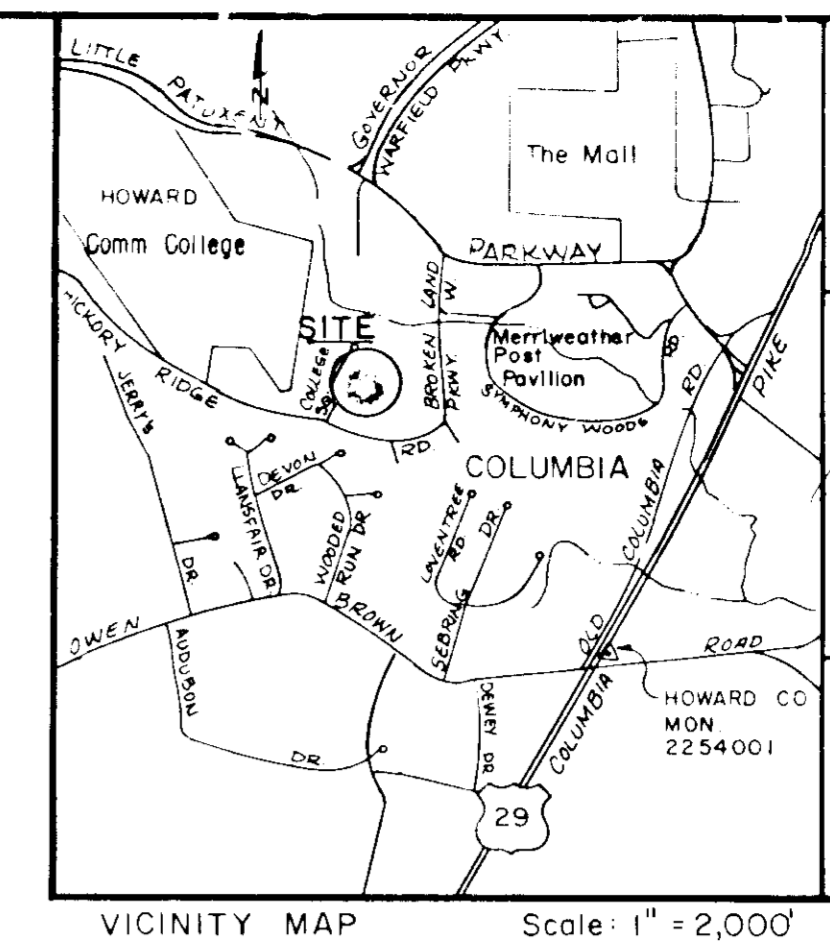 LITTLE
PATUXENT
N
GOVERNOR
WARFIELD PKWY.
The Mall
HOWARD
Comm College
PARKWAY
HICKORY
RIDGE
RD.
SITE
COLLEGE
SQ.
BROKEN LAND
PKWY.
W.
Merriweather
Post
Pavilion
SYMPHONY WOODS
RD.
PIKE
COLUMBIA
RD
JERRY'S
DR.
LLANSFAIR DR.
DEVON
DR.
WOODED
RUN DR
LOVENTREE
RD
SEBRING
DR.
COLUMBIA
OLD
OWEN
BROWN
ROAD
AUDUBON
DR.
DEWEY DR.
COLUMBIA
HOWARD CO
MON.
2254001
29
VICINITY MAP
Scale: 1" = 2,000'